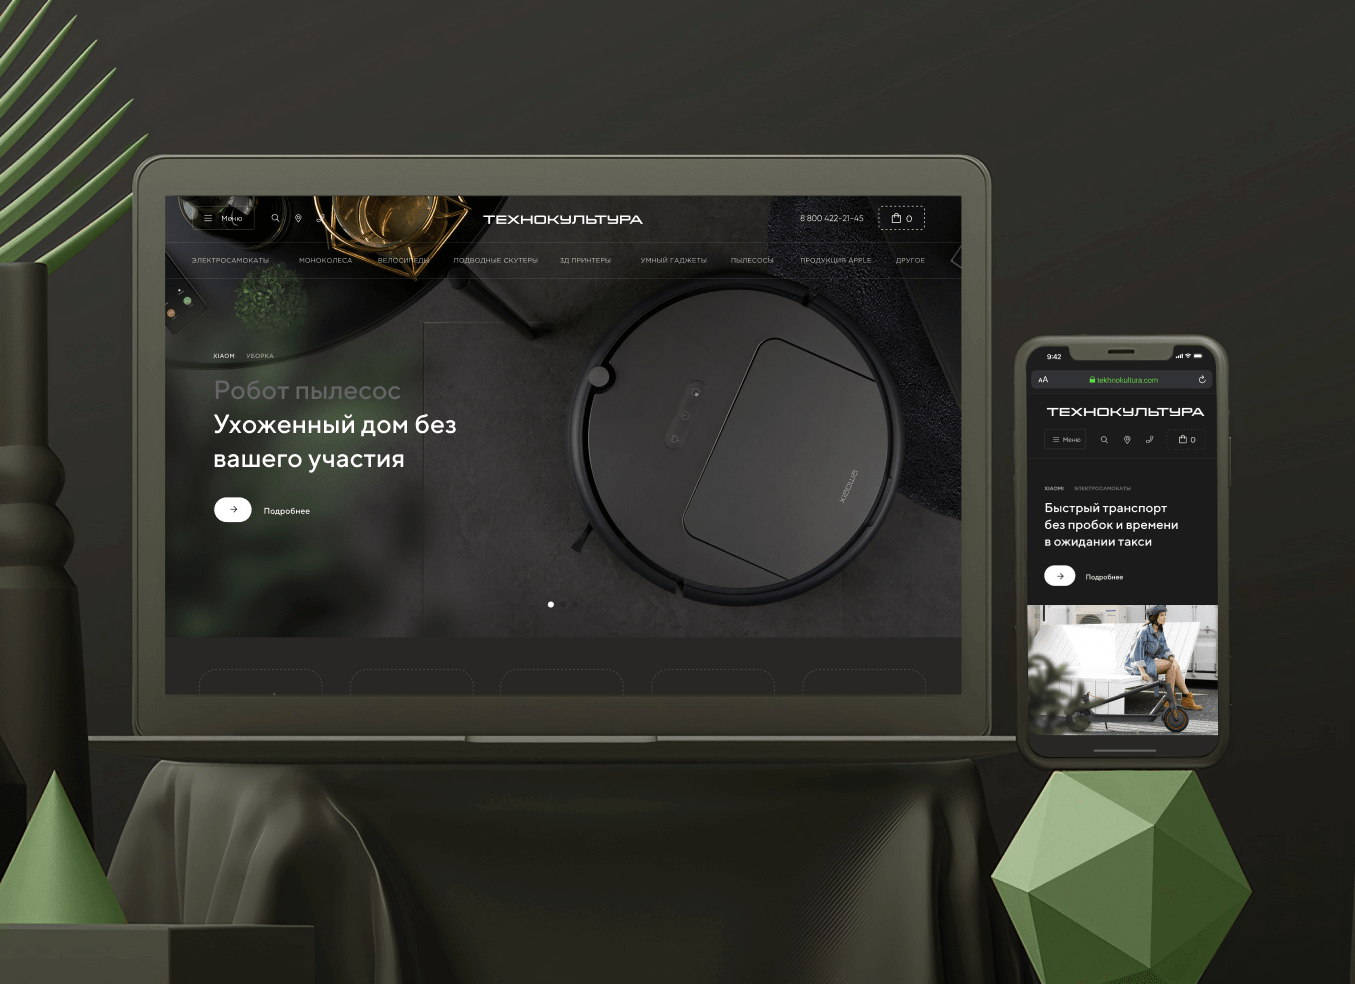 Меню
ТЕХНОКУЛЬТУРА
8 800 422-21-45
0
ЭЛЕКТРОСАМОКАТЫ МОНОКОЛЕСА ВЕЛОСИПЕДЫ ПОДВОДНЫЕ СКУТЕРЫ 3Д ПРИНТЕРЫ УМНЫЙ ГАДЖЕТЫ ПЫЛЕСОСЫ ПРОДУКЦИЯ APPLE ДРУГОЕ
XIAOM УБОРКА
Робот пылесос
Ухоженный дом без
вашего участия
Подробнее
xiaomi
9:42
AA tekhnokultura.com
ТЕХНОКУЛЬТУРА
Меню 0
XIAOMI ЭЛЕКТРОСАМОКАТЫ
Быстрый транспорт
без пробок и времени
в ожидании такси
Подробнее